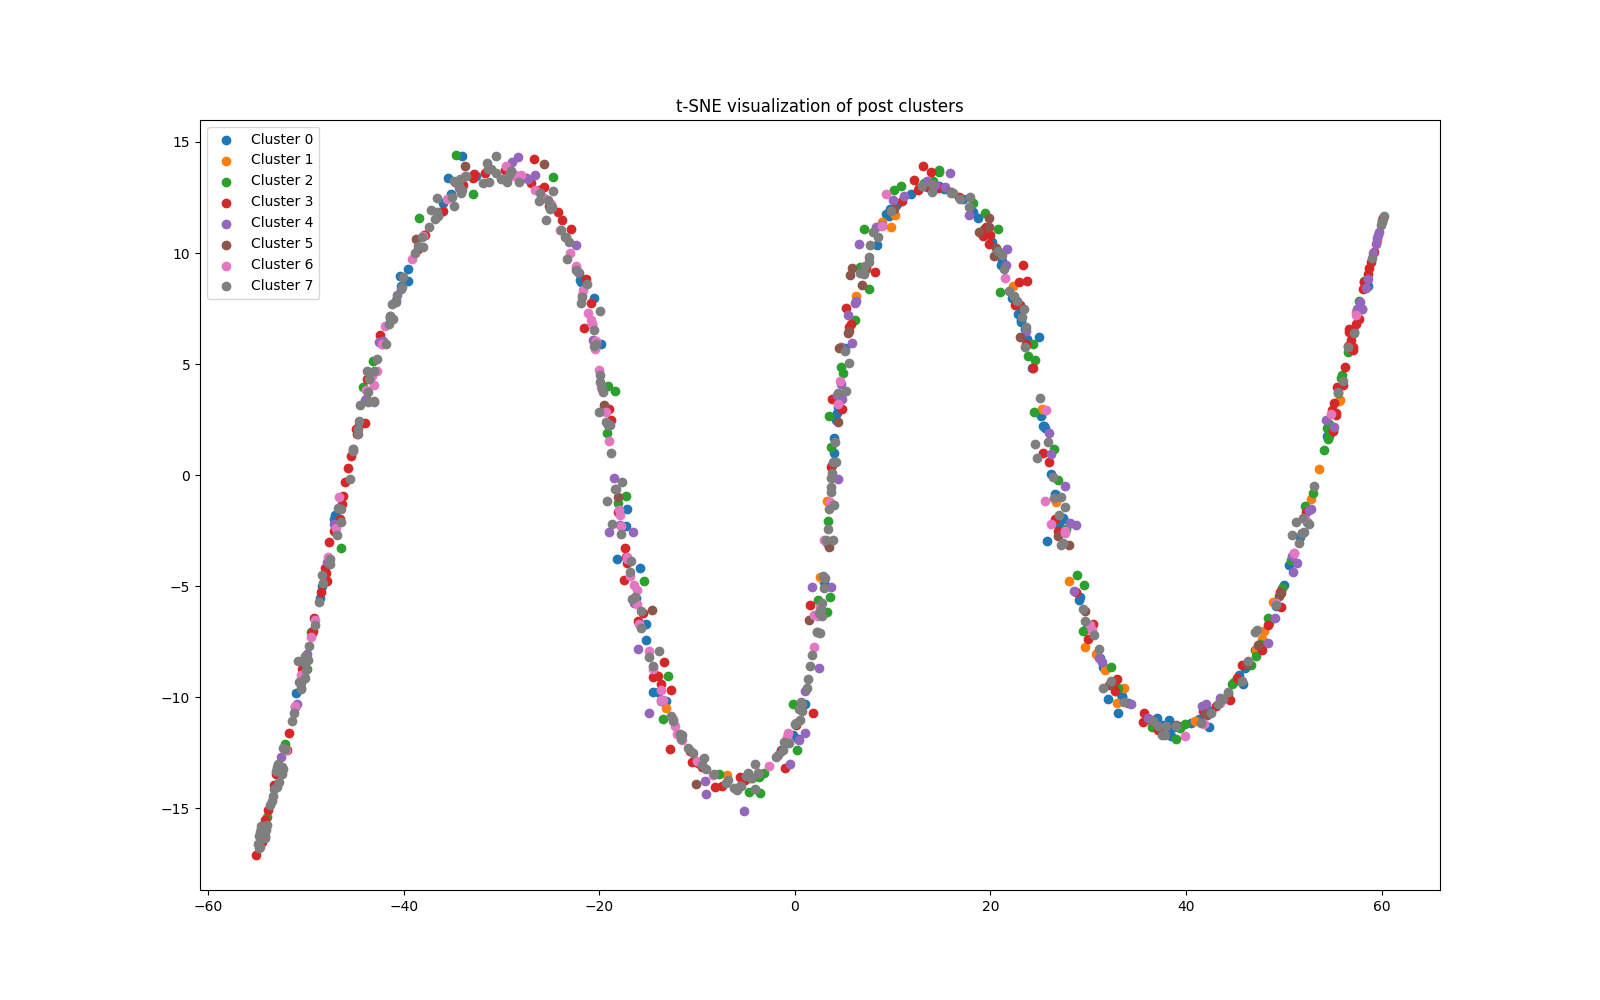 t-SNE visualization of post clusters
15
10
5
0
−5
−10
−15
Cluster 0
Cluster 1
Cluster 2
Cluster 3
Cluster 4
Cluster 5
Cluster 6
Cluster 7
−60 −40 −20 0 20 40 60